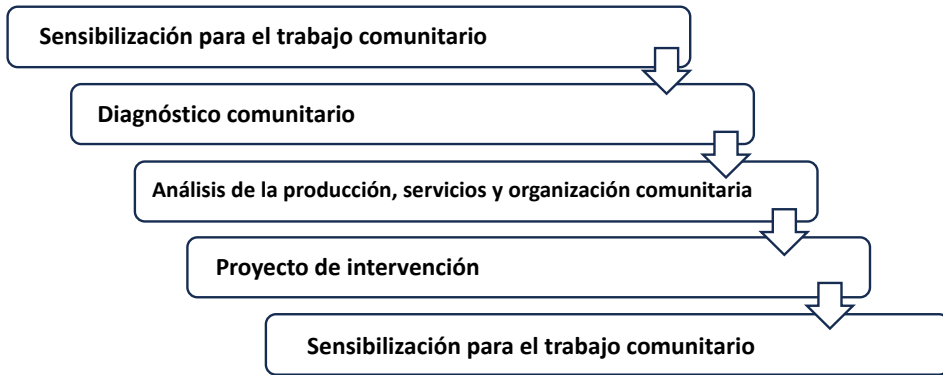 Sensibilización para el trabajo comunitario
Diagnóstico comunitario
Análisis de la producción, servicios y organización comunitaria
Proyecto de intervención
Sensibilización para el trabajo comunitario